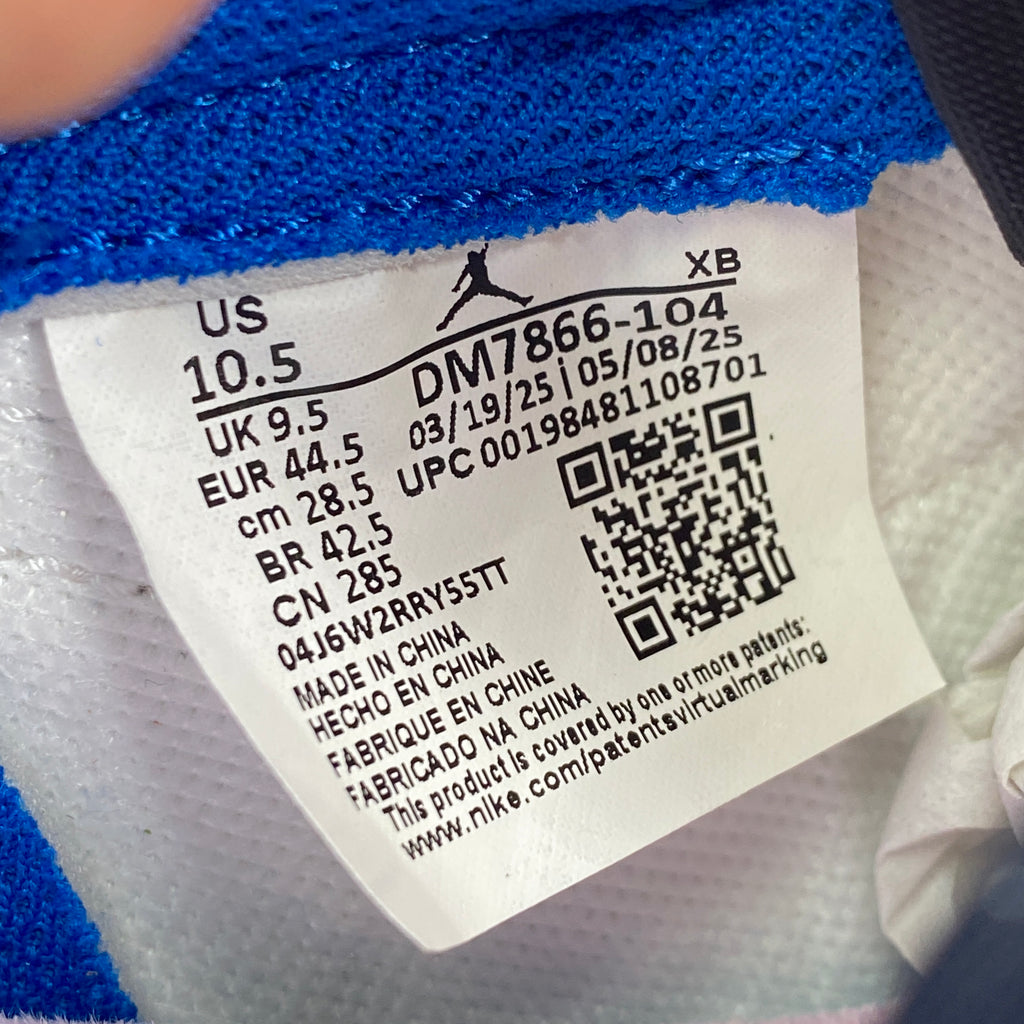 US
10.5
XB
DM7866-104
03/19/25 | 05/08/25
UPC 00198481108701
UK 9.5
EUR 44.5
cm 28.5
BR 42.5
CN 285
04J6W2RRY55TT
MADE IN CHINA
HECHO EN CHINA
FABRIQUE EN CHINE
FABRICADO NA CHINA
This product is covered by one or more patents:
www.nike.com/patentsvirtualmarking